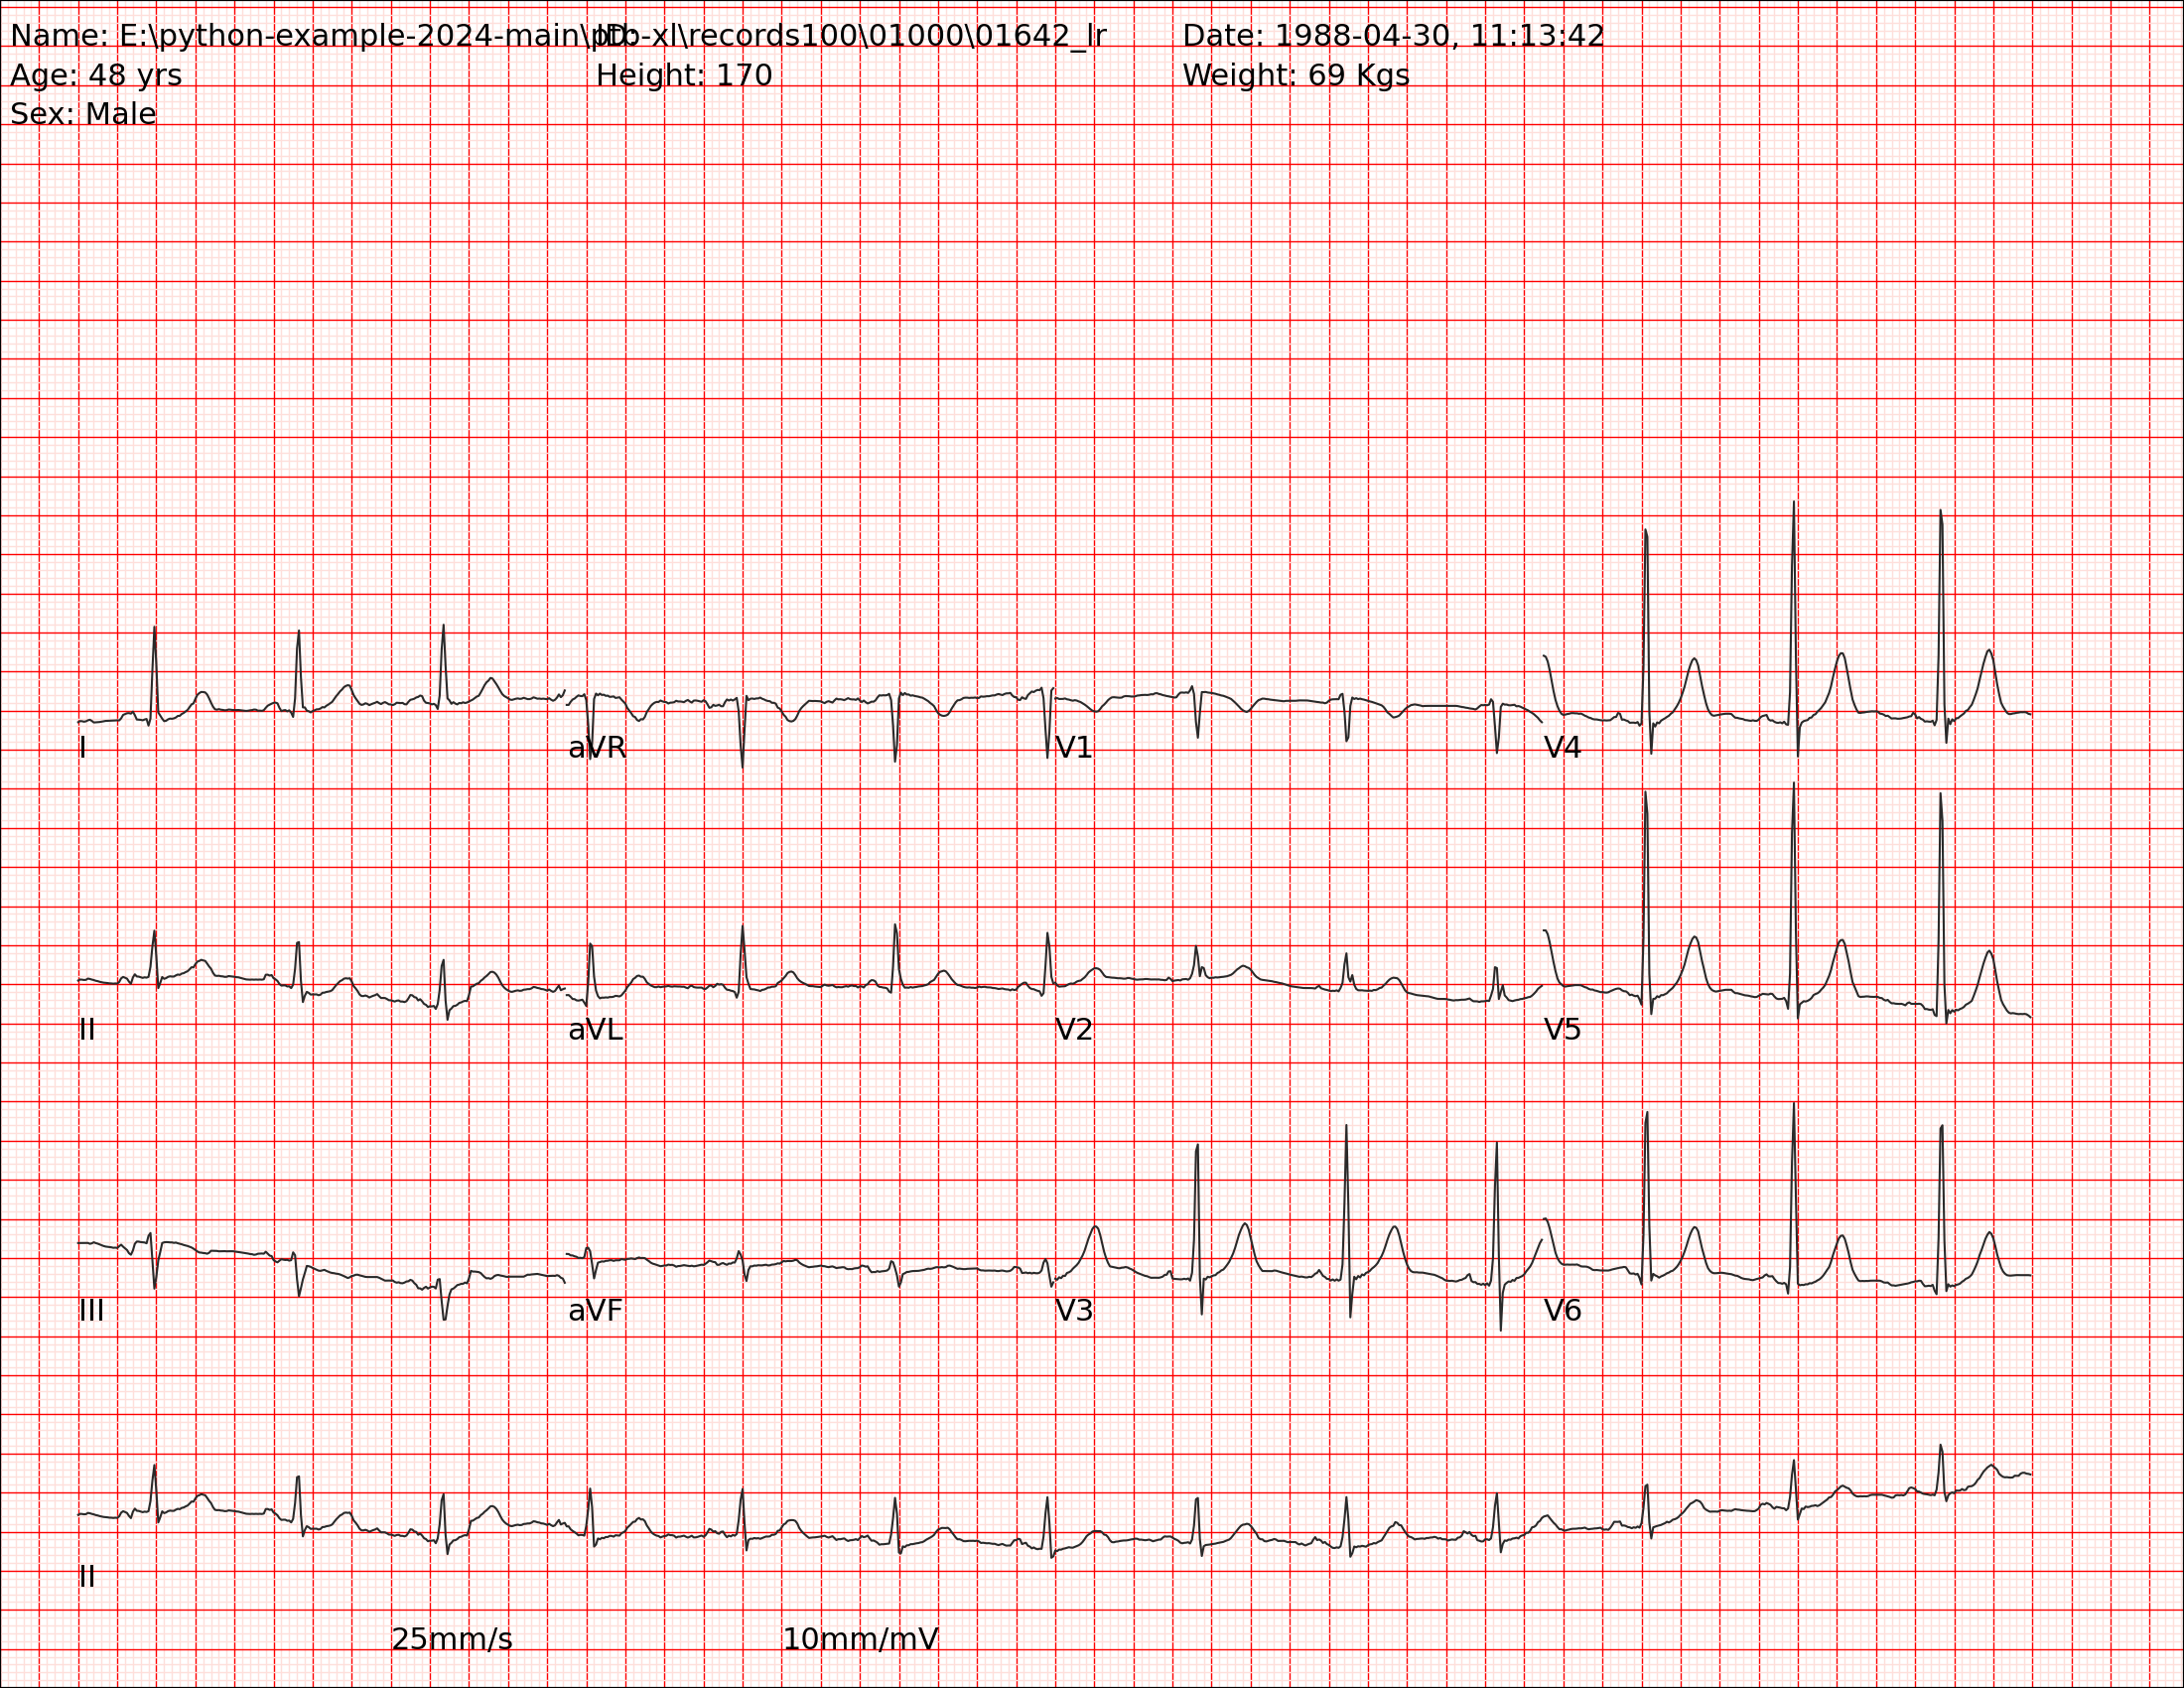 Name: E:\python-example-2024-main\ptb-xl\records100\01000\01642_lr ID: Date: 1988-04-30, 11:13:42
Age: 48 yrs Height: 170 Weight: 69 Kgs
Sex: Male
I aVR V1 V4
II aVL V2 V5
III aVF V3 V6
II
25mm/s 10mm/mV